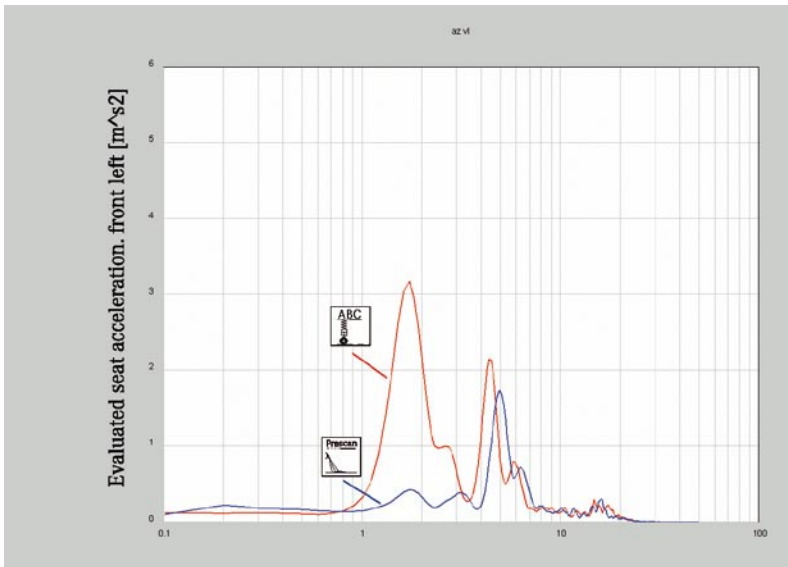 az vl
Evaluated seat acceleration. front left [m^s2]
6
5
4
3
2
1
0
ABC
Prescan
0.1
1
10
100